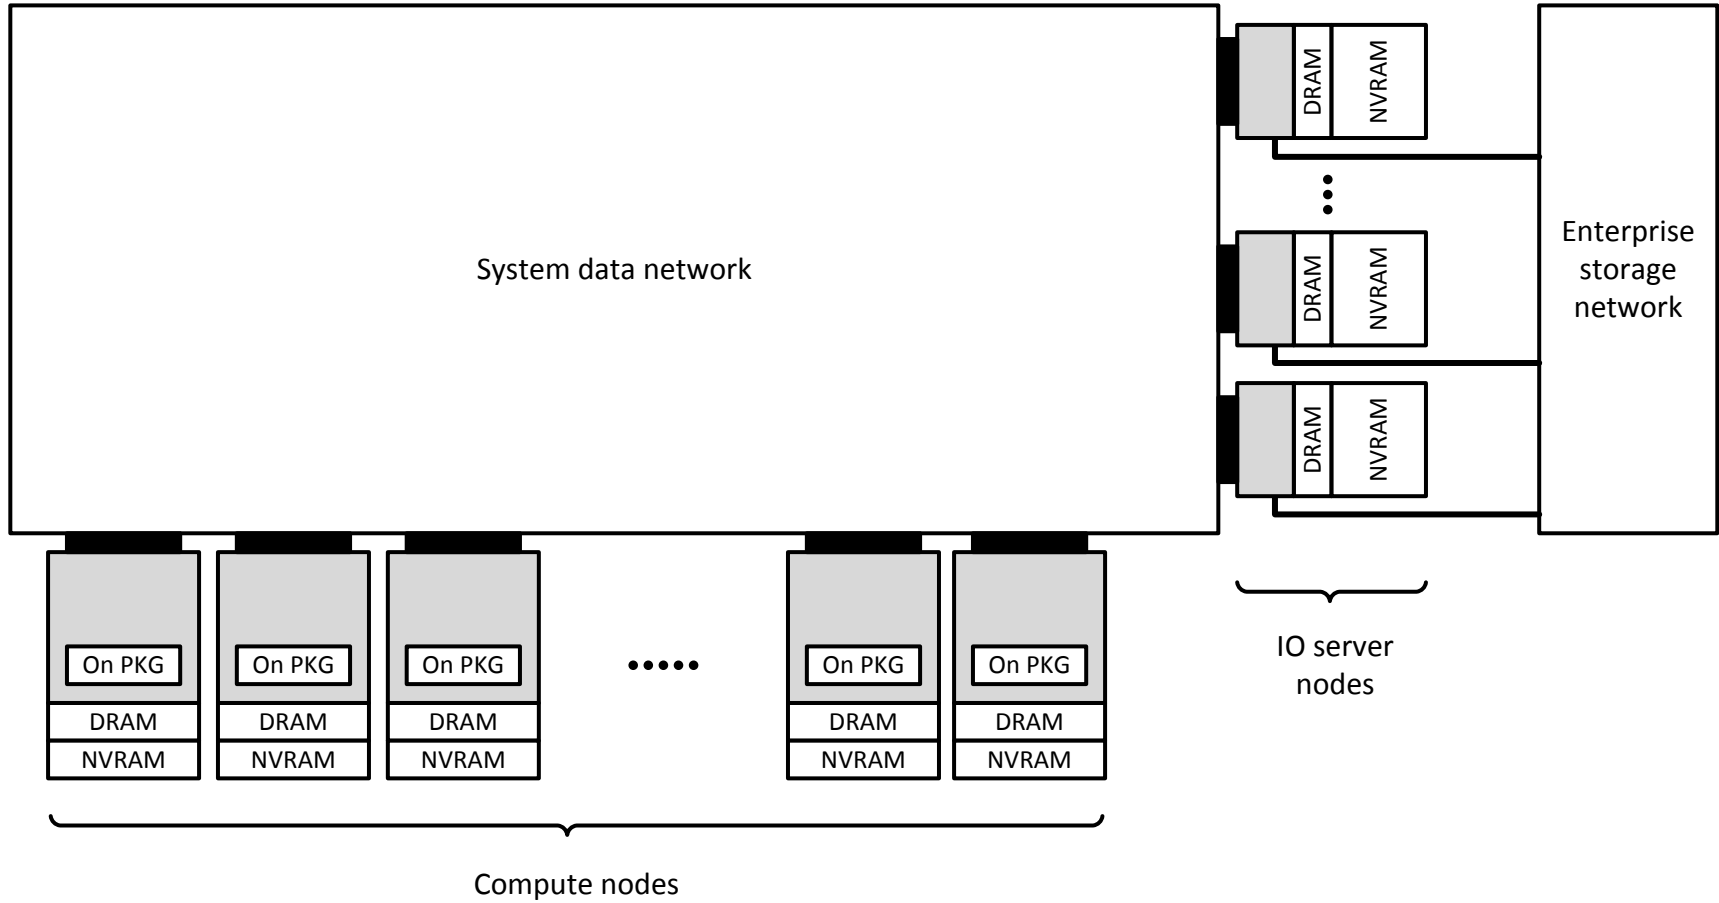 DRAM
NVRAM
System data network
DRAM
NVRAM
Enterprise
storage
network
DRAM
NVRAM
On PKG
On PKG
On PKG
On PKG
On PKG
IO server
nodes
DRAM
DRAM
DRAM
DRAM
DRAM
NVRAM
NVRAM
NVRAM
NVRAM
NVRAM
Compute nodes